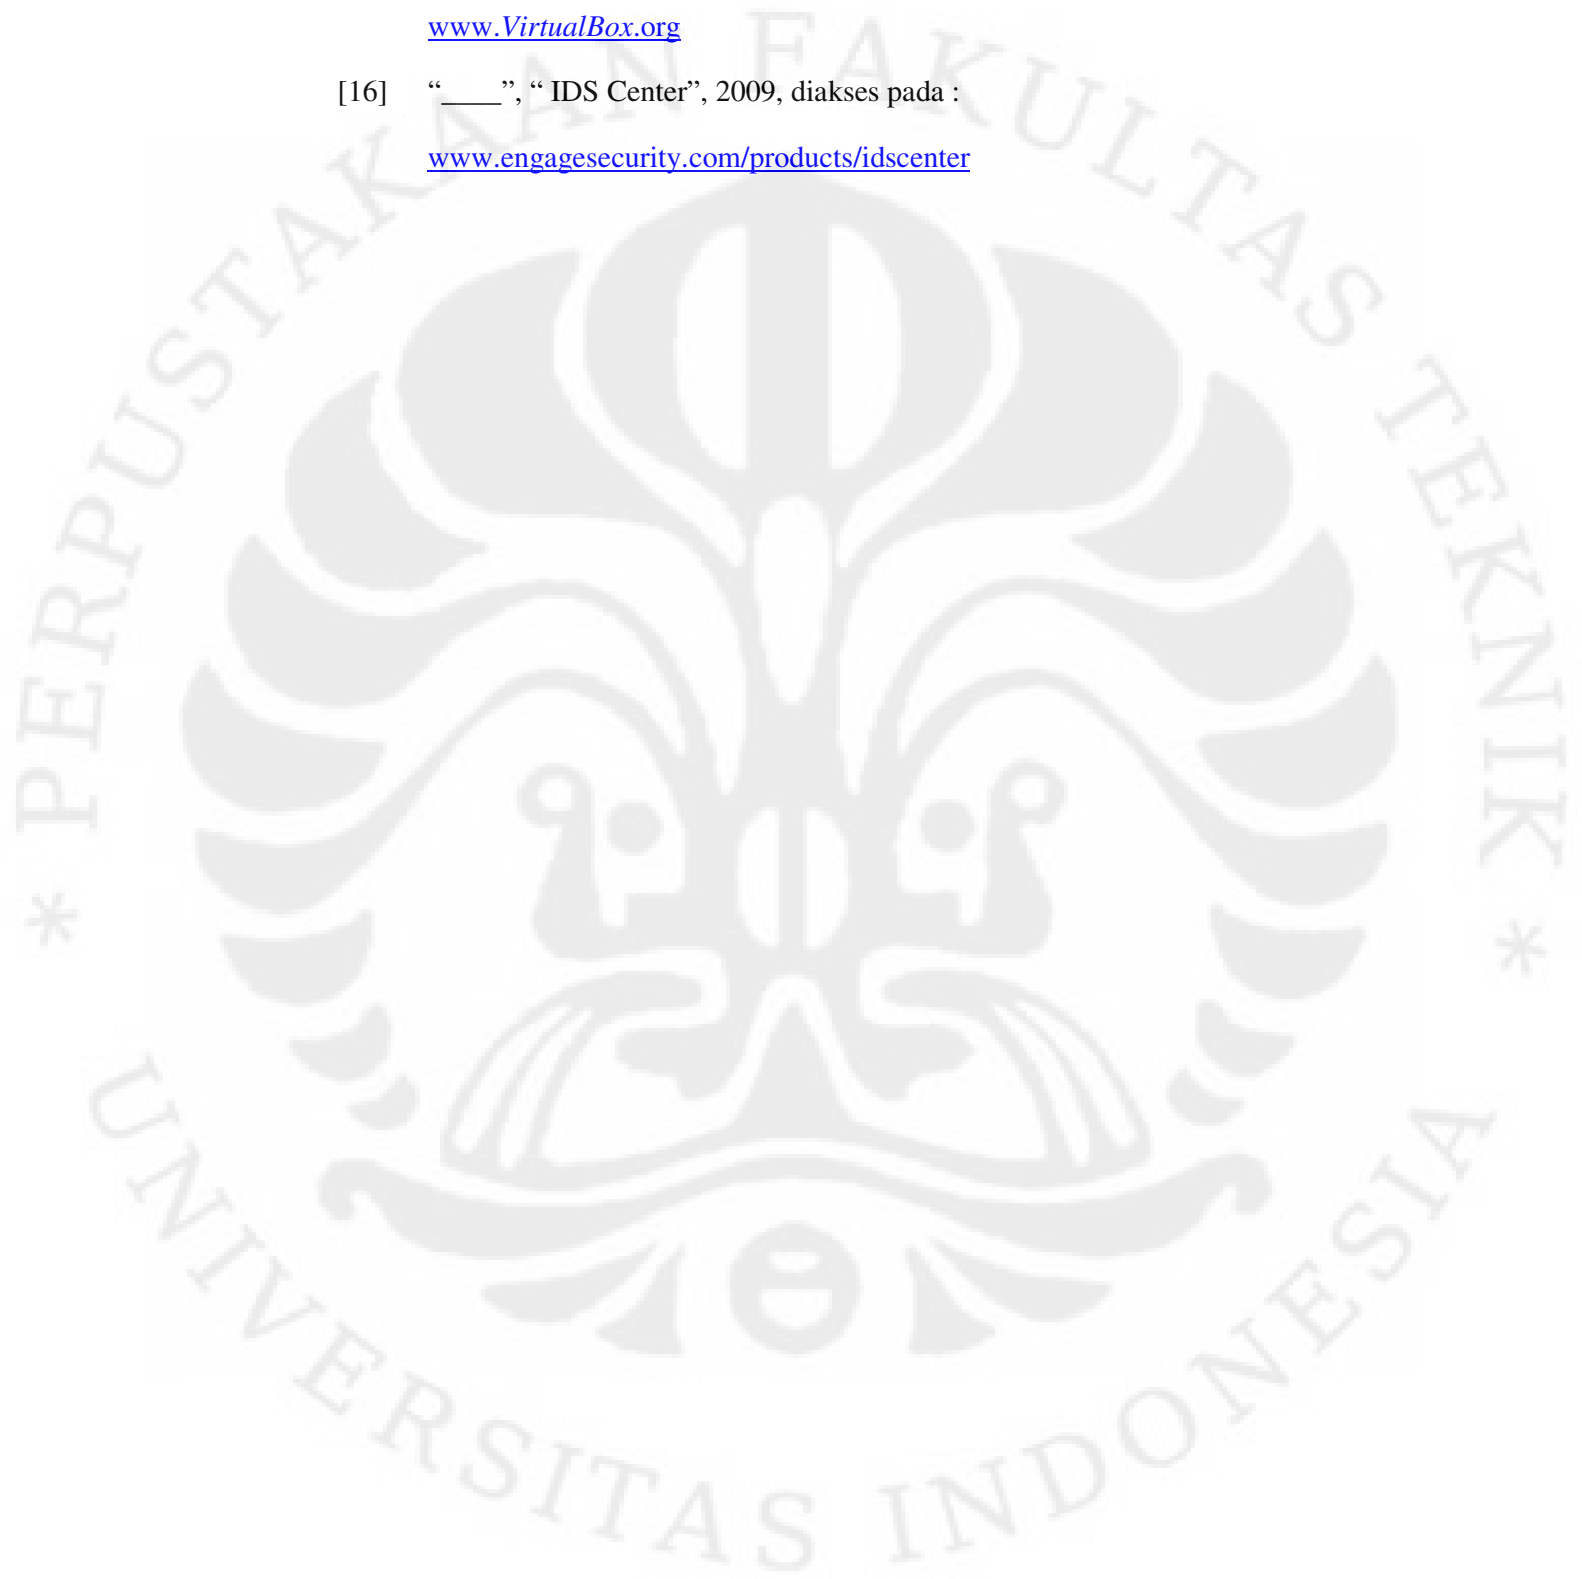 www.VirtualBox.org
[16] “____”, “ IDS Center”, 2009, diakses pada :
www.engagesecurity.com/products/idscenter
* PERPUSTAKAAN FAKULTAS TEKNIK *
UNIVERSITAS INDONESIA